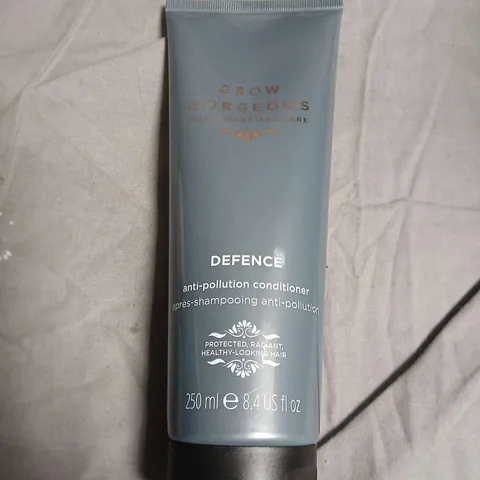 GROW
GORGEOUS
DEFENCE
anti-pollution conditioner
après-shampooing anti-pollution
PROTECTED, RADIANT,
HEALTHY-LOOKING HAIR
250 ml ℮ 8.4 US fl oz